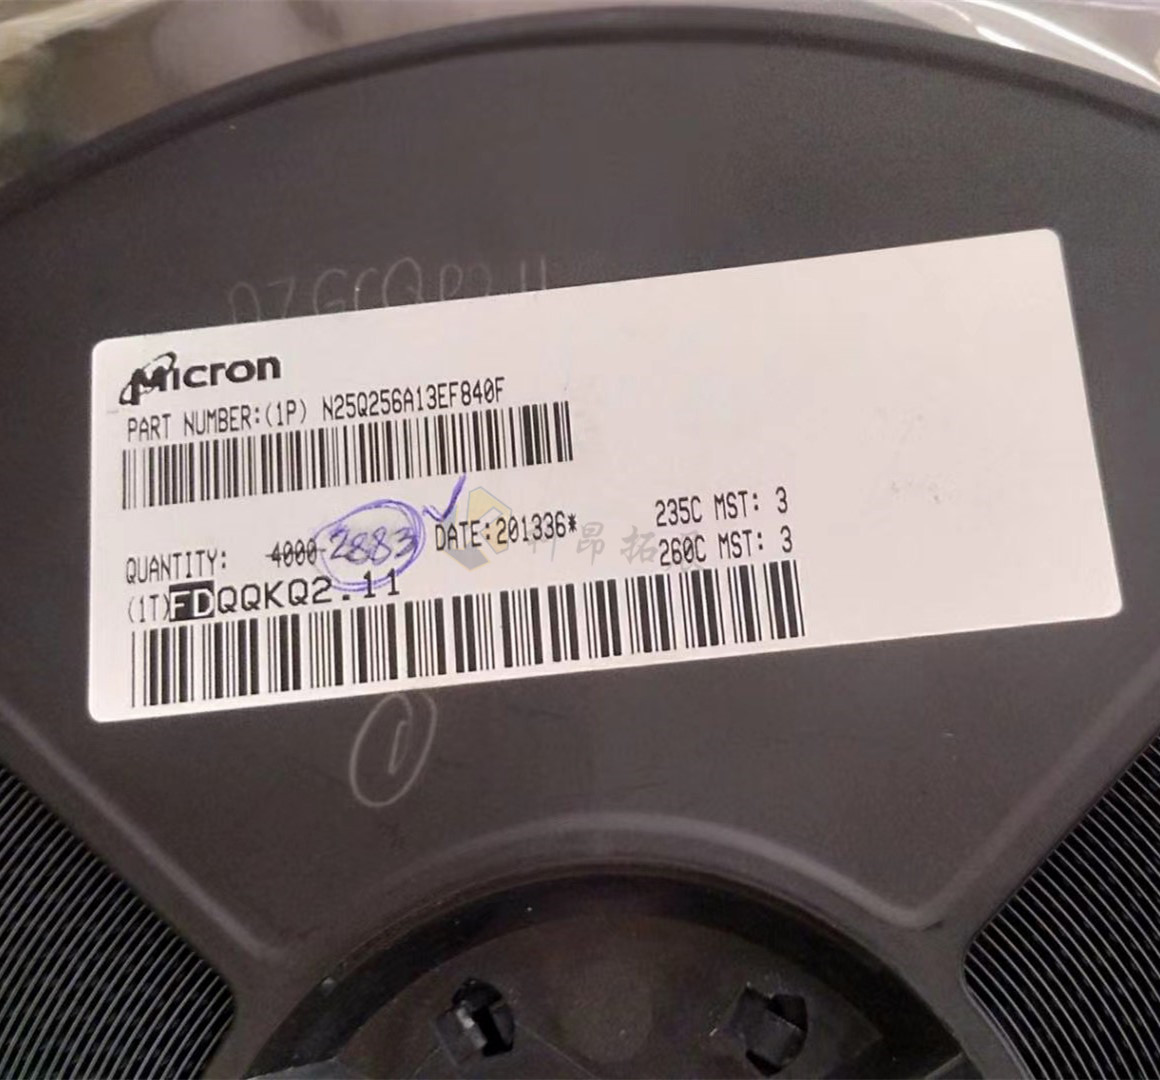 Micron
PART NUMBER:(1P) N25Q256A13EF840F
QUANTITY: 4000 2883 DATE:201336* 235C MST: 3
260C MST: 3
(1T)FDQQKQ2.11
1